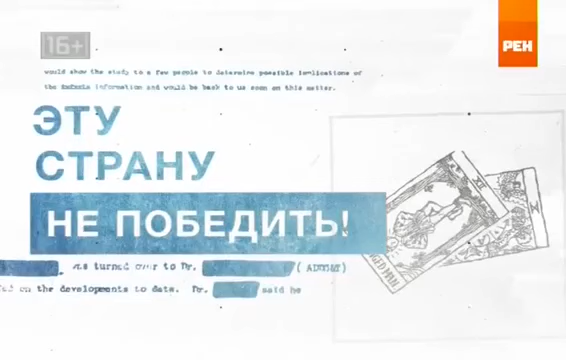 16+
РЕН
would show the study to a few people to determine possible implications of
the information and would be back to us soon on this matter.
ЭТУ
СТРАНУ
НЕ ПОБЕДИТЬ!
was turned over to Dr. (ADMSAT)
on the developments to date. Dr. said he